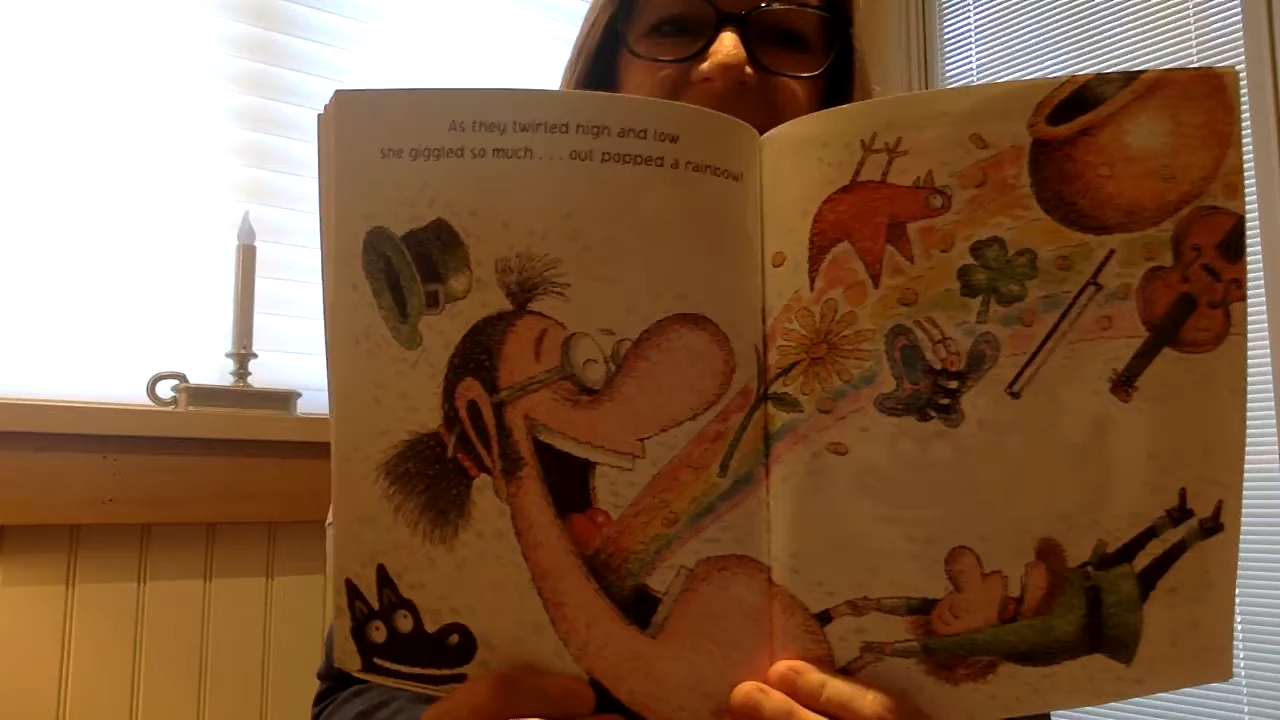 As they twirled high and low
she giggled so much . . . out popped a rainbow!